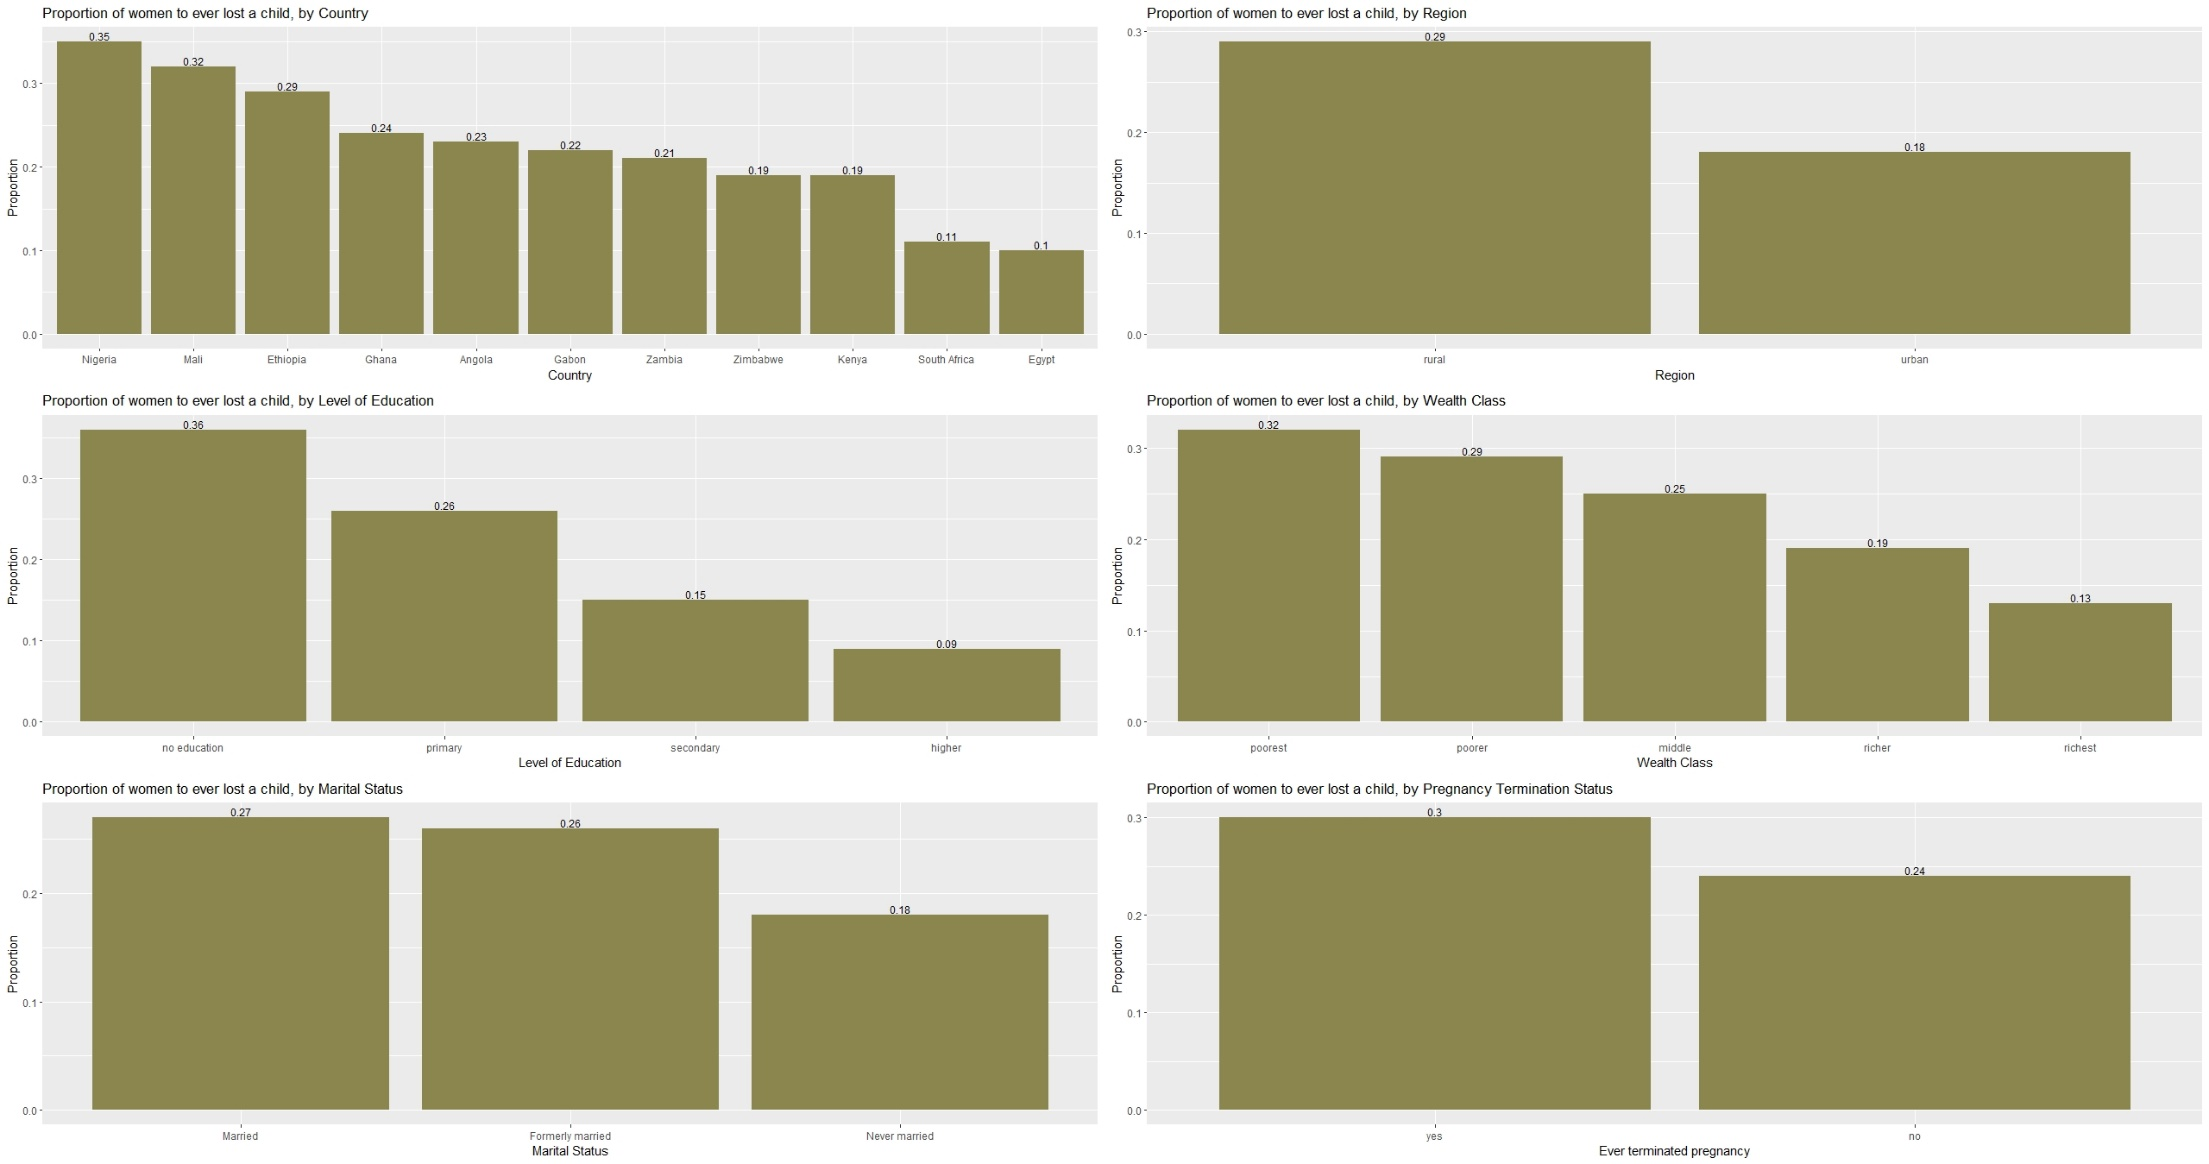 Proportion of women to ever lost a child, by Country
Proportion
0.3
0.2
0.1
0.0
0.35
0.32
0.29
0.24
0.23
0.22
0.21
0.19
0.19
0.11
0.1
Nigeria Mali Ethiopia Ghana Angola Gabon Zambia Zimbabwe Kenya South Africa Egypt
Country
Proportion of women to ever lost a child, by Region
Proportion
0.3
0.2
0.1
0.0
0.29
0.18
rural urban
Region
Proportion of women to ever lost a child, by Level of Education
Proportion
0.3
0.2
0.1
0.0
0.36
0.26
0.15
0.09
no education primary secondary higher
Level of Education
Proportion of women to ever lost a child, by Wealth Class
Proportion
0.3
0.2
0.1
0.0
0.32
0.29
0.25
0.19
0.13
poorest poorer middle richer richest
Wealth Class
Proportion of women to ever lost a child, by Marital Status
Proportion
0.2
0.1
0.0
0.27
0.26
0.18
Married Formerly married Never married
Marital Status
Proportion of women to ever lost a child, by Pregnancy Termination Status
Proportion
0.3
0.2
0.1
0.0
0.3
0.24
yes no
Ever terminated pregnancy